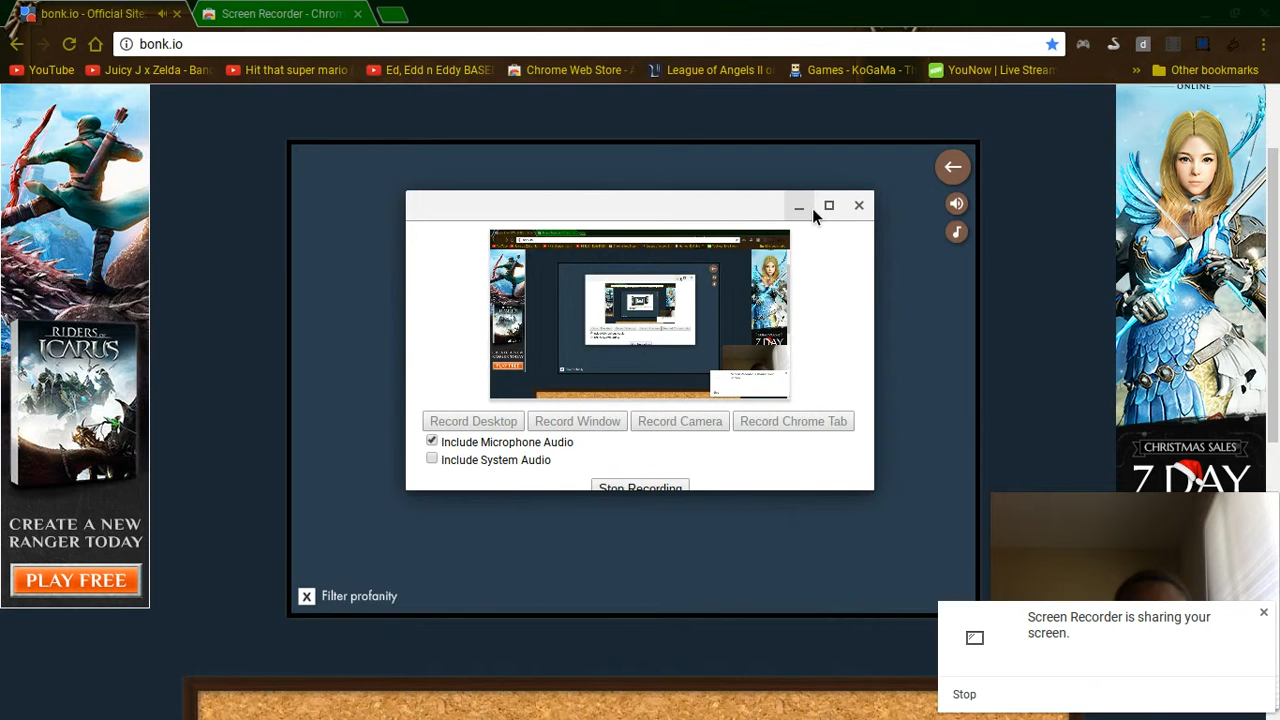 bonk.io - Official Site
Screen Recorder - Chrom
bonk.io
YouTube
Juicy J x Zelda - Ban
Hit that super mario
Ed, Edd n Eddy BASE
Chrome Web Store - A
League of Angels II or
Games - KoGaMa - Th
YouNow | Live Strean
» Other bookmarks
ONLINE
RIDERS OF
ICARUS
CREATE A NEW
RANGER TODAY
PLAY FREE
Record Desktop
Record Window
Record Camera
Record Chrome Tab
Include Microphone Audio
Include System Audio
Stop Recording
CHRISTMAS SALES
7 DAY
X Filter profanity
Screen Recorder is sharing your
screen.
Stop